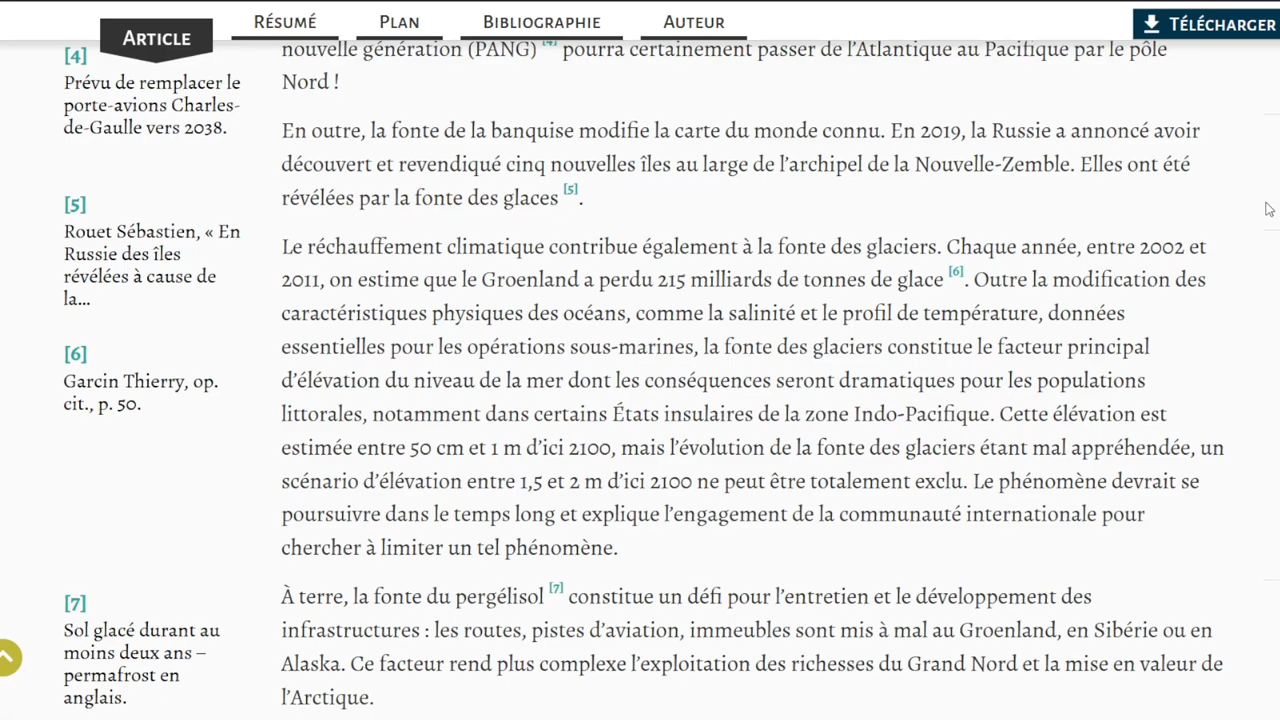 ARTICLE
RÉSUMÉ
PLAN
BIBLIOGRAPHIE
AUTEUR
TÉLÉCHARGER
[4]
Prévu de remplacer le
porte-avions Charles-
de-Gaulle vers 2038.
[5]
Rouet Sébastien, « En
Russie des îles
révélées à cause de
la...
[6]
Garcin Thierry, op.
cit., p. 50.
[7]
Sol glacé durant au
moins deux ans –
permafrost en
anglais.
nouvelle génération (PANG) [4] pourra certainement passer de l’Atlantique au Pacifique par le pôle
Nord !
En outre, la fonte de la banquise modifie la carte du monde connu. En 2019, la Russie a annoncé avoir
découvert et revendiqué cinq nouvelles îles au large de l’archipel de la Nouvelle-Zemble. Elles ont été
révélées par la fonte des glaces [5].
Le réchauffement climatique contribue également à la fonte des glaciers. Chaque année, entre 2002 et
2011, on estime que le Groenland a perdu 215 milliards de tonnes de glace [6]. Outre la modification des
caractéristiques physiques des océans, comme la salinité et le profil de température, données
essentielles pour les opérations sous-marines, la fonte des glaciers constitue le facteur principal
d’élévation du niveau de la mer dont les conséquences seront dramatiques pour les populations
littorales, notamment dans certains États insulaires de la zone Indo-Pacifique. Cette élévation est
estimée entre 50 cm et 1 m d’ici 2100, mais l’évolution de la fonte des glaciers étant mal appréhendée, un
scénario d’élévation entre 1,5 et 2 m d’ici 2100 ne peut être totalement exclu. Le phénomène devrait se
poursuivre dans le temps long et explique l’engagement de la communauté internationale pour
chercher à limiter un tel phénomène.
À terre, la fonte du pergélisol [7] constitue un défi pour l’entretien et le développement des
infrastructures : les routes, pistes d’aviation, immeubles sont mis à mal au Groenland, en Sibérie ou en
Alaska. Ce facteur rend plus complexe l’exploitation des richesses du Grand Nord et la mise en valeur de
l’Arctique.